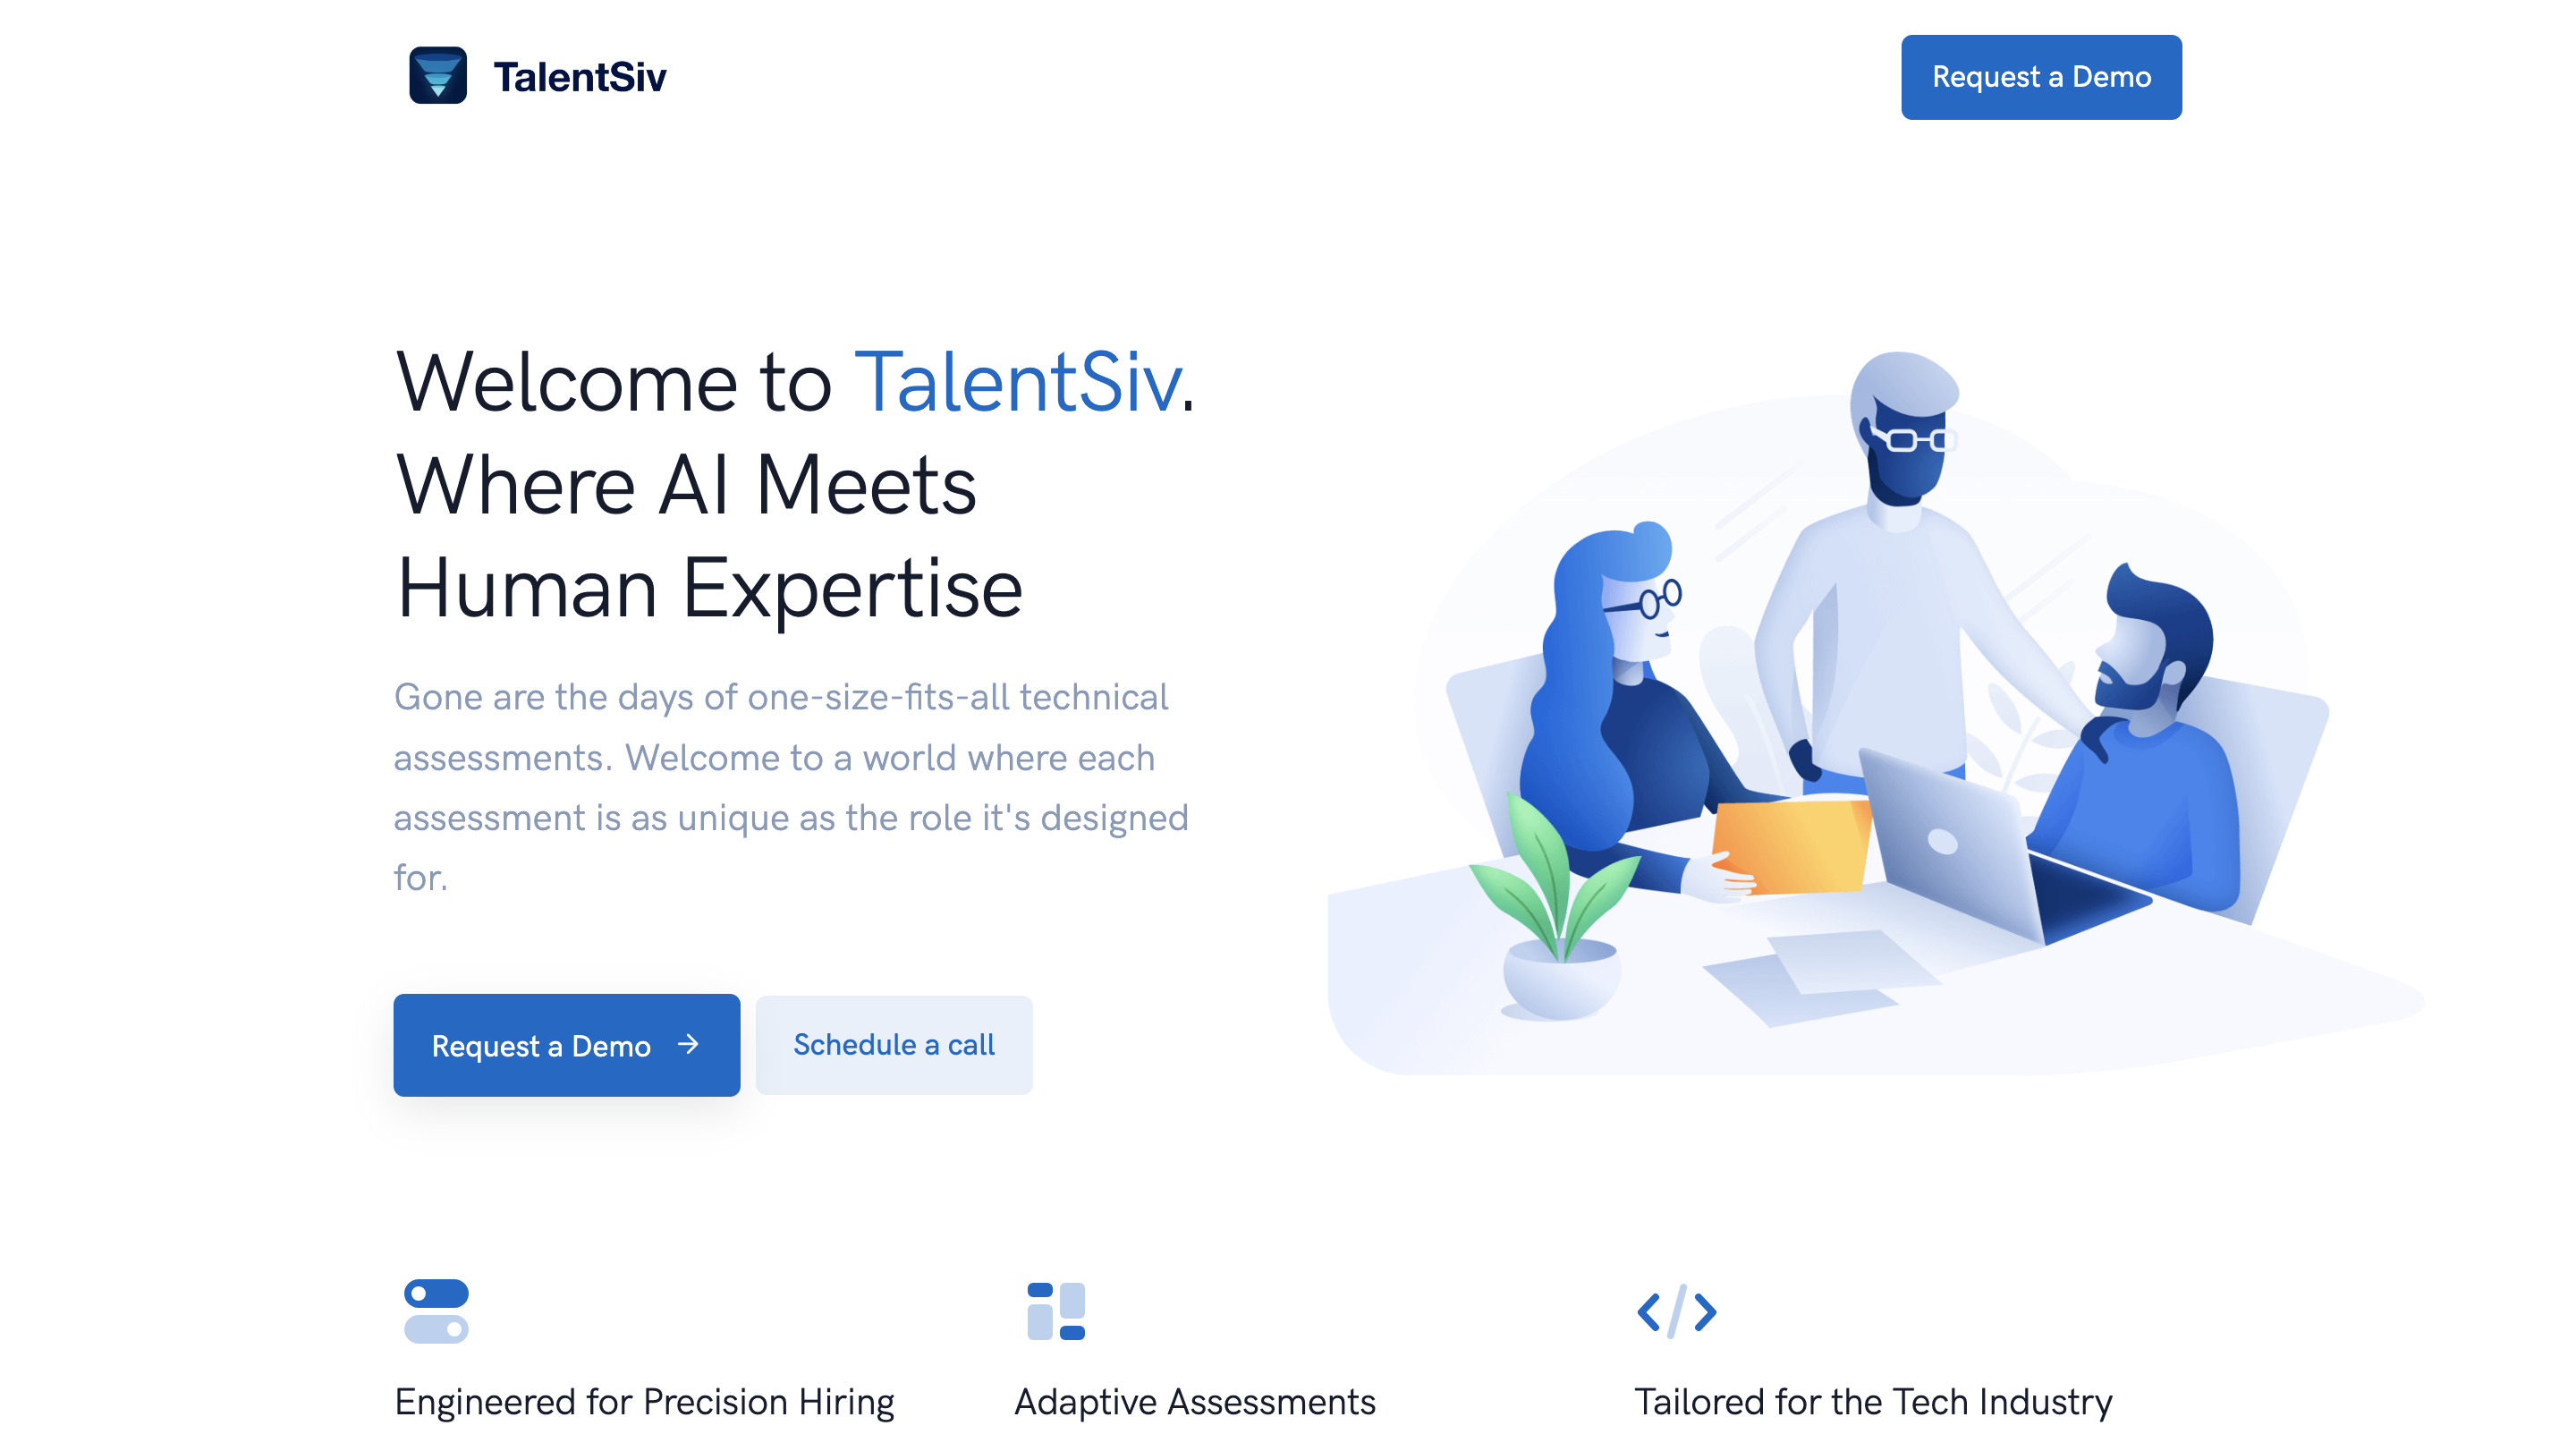 TalentSiv
Request a Demo
Welcome to TalentSiv.
Where AI Meets
Human Expertise
Gone are the days of one-size-fits-all technical
assessments. Welcome to a world where each
assessment is as unique as the role it's designed
for.
Request a Demo
Schedule a call
Engineered for Precision Hiring
Adaptive Assessments
Tailored for the Tech Industry